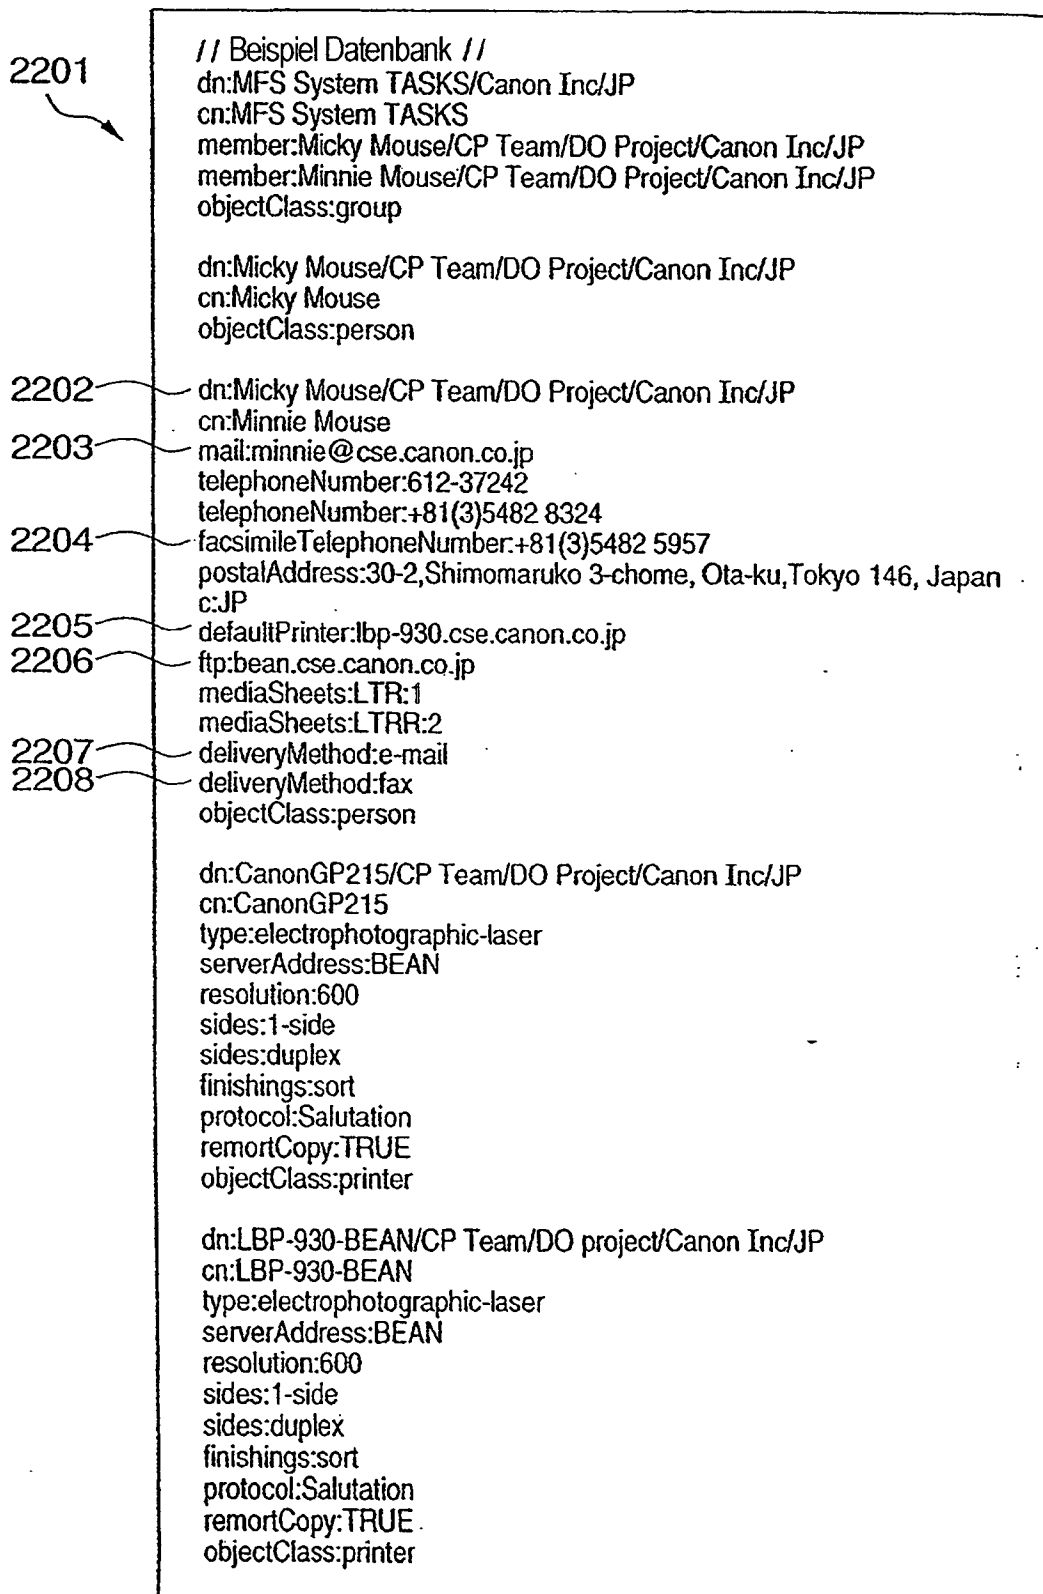 // Beispiel Datenbank //
2201
dn:MFS System TASKS/Canon Inc/JP
cn:MFS System TASKS
member:Micky Mouse/CP Team/DO Project/Canon Inc/JP
member:Minnie Mouse/CP Team/DO Project/Canon Inc/JP
objectClass:group
dn:Micky Mouse/CP Team/DO Project/Canon Inc/JP
cn:Micky Mouse
objectClass:person
2202 dn:Micky Mouse/CP Team/DO Project/Canon Inc/JP
cn:Minnie Mouse
2203 mail:minnie@cse.canon.co.jp
telephoneNumber:612-37242
telephoneNumber:+81(3)5482 8324
2204 facsimileTelephoneNumber:+81(3)5482 5957
postalAddress:30-2,Shimomaruko 3-chome, Ota-ku,Tokyo 146, Japan
c:JP
2205 defaultPrinter:lbp-930.cse.canon.co.jp
2206 ftp:bean.cse.canon.co.jp
mediaSheets:LTR:1
mediaSheets:LTRR:2
2207 deliveryMethod:e-mail
2208 deliveryMethod:fax
objectClass:person
dn:CanonGP215/CP Team/DO Project/Canon Inc/JP
cn:CanonGP215
type:electrophotographic-laser
serverAddress:BEAN
resolution:600
sides:1-side
sides:duplex
finishings:sort
protocol:Salutation
remortCopy:TRUE
objectClass:printer
dn:LBP-930-BEAN/CP Team/DO project/Canon Inc/JP
cn:LBP-930-BEAN
type:electrophotographic-laser
serverAddress:BEAN
resolution:600
sides:1-side
sides:duplex
finishings:sort
protocol:Salutation
remortCopy:TRUE
objectClass:printer